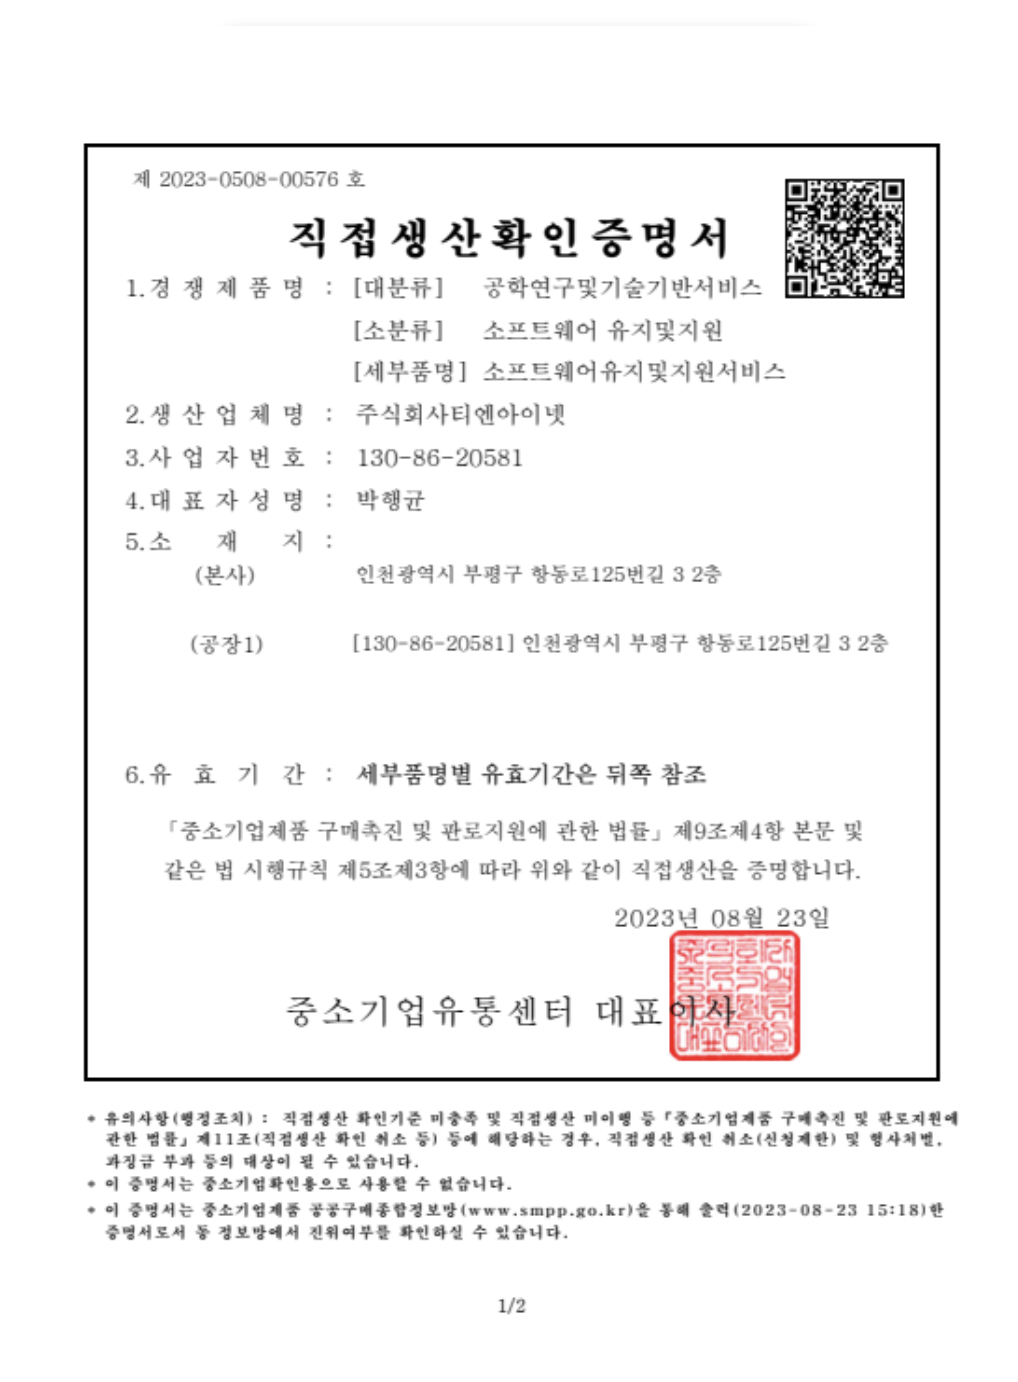 제 2023-0508-00576 호
직접생산확인증명서
1.경 쟁 제 품 명 : [대분류] 공학연구및기술기반서비스
[소분류] 소프트웨어 유지및지원
[세부품명] 소프트웨어유지및지원서비스
2.생 산 업 체 명 : 주식회사티엔아이넷
3.사 업 자 번 호 : 130-86-20581
4.대 표 자 성 명 : 박행균
5.소 재 지 :
(본사) 인천광역시 부평구 항동로125번길 3 2층
(공장1) [130-86-20581] 인천광역시 부평구 항동로125번길 3 2층
6.유 효 기 간 : 세부품명별 유효기간은 뒤쪽 참조
「중소기업제품 구매촉진 및 판로지원에 관한 법률」 제9조제4항 본문 및
같은 법 시행규칙 제5조제3항에 따라 위와 같이 직접생산을 증명합니다.
2023년 08월 23일
중소기업유통센터 대표이사
* 유의사항(행정조치) : 직접생산 확인기준 미충족 및 직접생산 미이행 등 「중소기업제품 구매촉진 및 판로지원에
관한 법률」 제11조(직접생산 확인 취소 등) 등에 해당하는 경우, 직접생산 확인 취소(신청제한) 및 형사처벌,
과징금 부과 등의 대상이 될 수 있습니다.
* 이 증명서는 중소기업확인용으로 사용할 수 없습니다.
* 이 증명서는 중소기업제품 공공구매종합정보망(www.smpp.go.kr)을 통해 출력(2023-08-23 15:18)한
증명서로서 동 정보망에서 진위여부를 확인하실 수 있습니다.
1/2